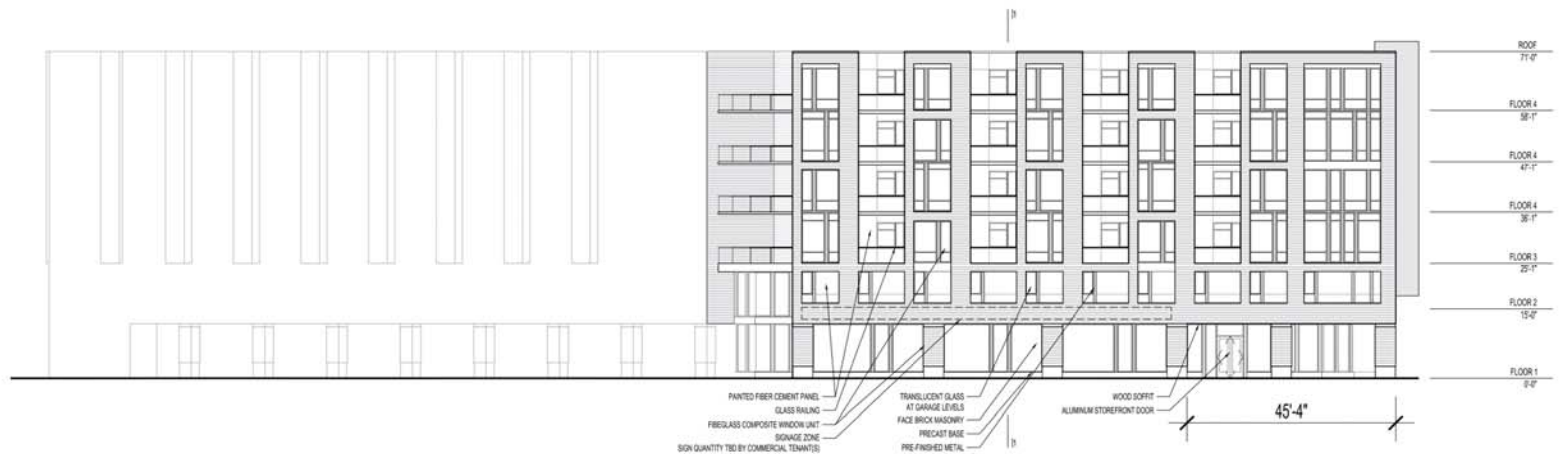 1
ROOF
71'-0"
FLOOR 4
58'-1"
FLOOR 4
47'-1"
FLOOR 4
36'-1"
FLOOR 3
25'-1"
FLOOR 2
15'-0"
FLOOR 1
0'-0"
PAINTED FIBER CEMENT PANEL
GLASS RAILING
FIBEGLASS COMPOSITE WINDOW UNIT
SIGNAGE ZONE
SIGN QUANTITY TBD BY COMMERCIAL TENANT(S)
TRANSLUCENT GLASS
AT GARAGE LEVELS
FACE BRICK MASONRY
PRECAST BASE
PRE-FINISHED METAL
WOOD SOFFIT
ALUMINUM STOREFRONT DOOR
45'-4"
1